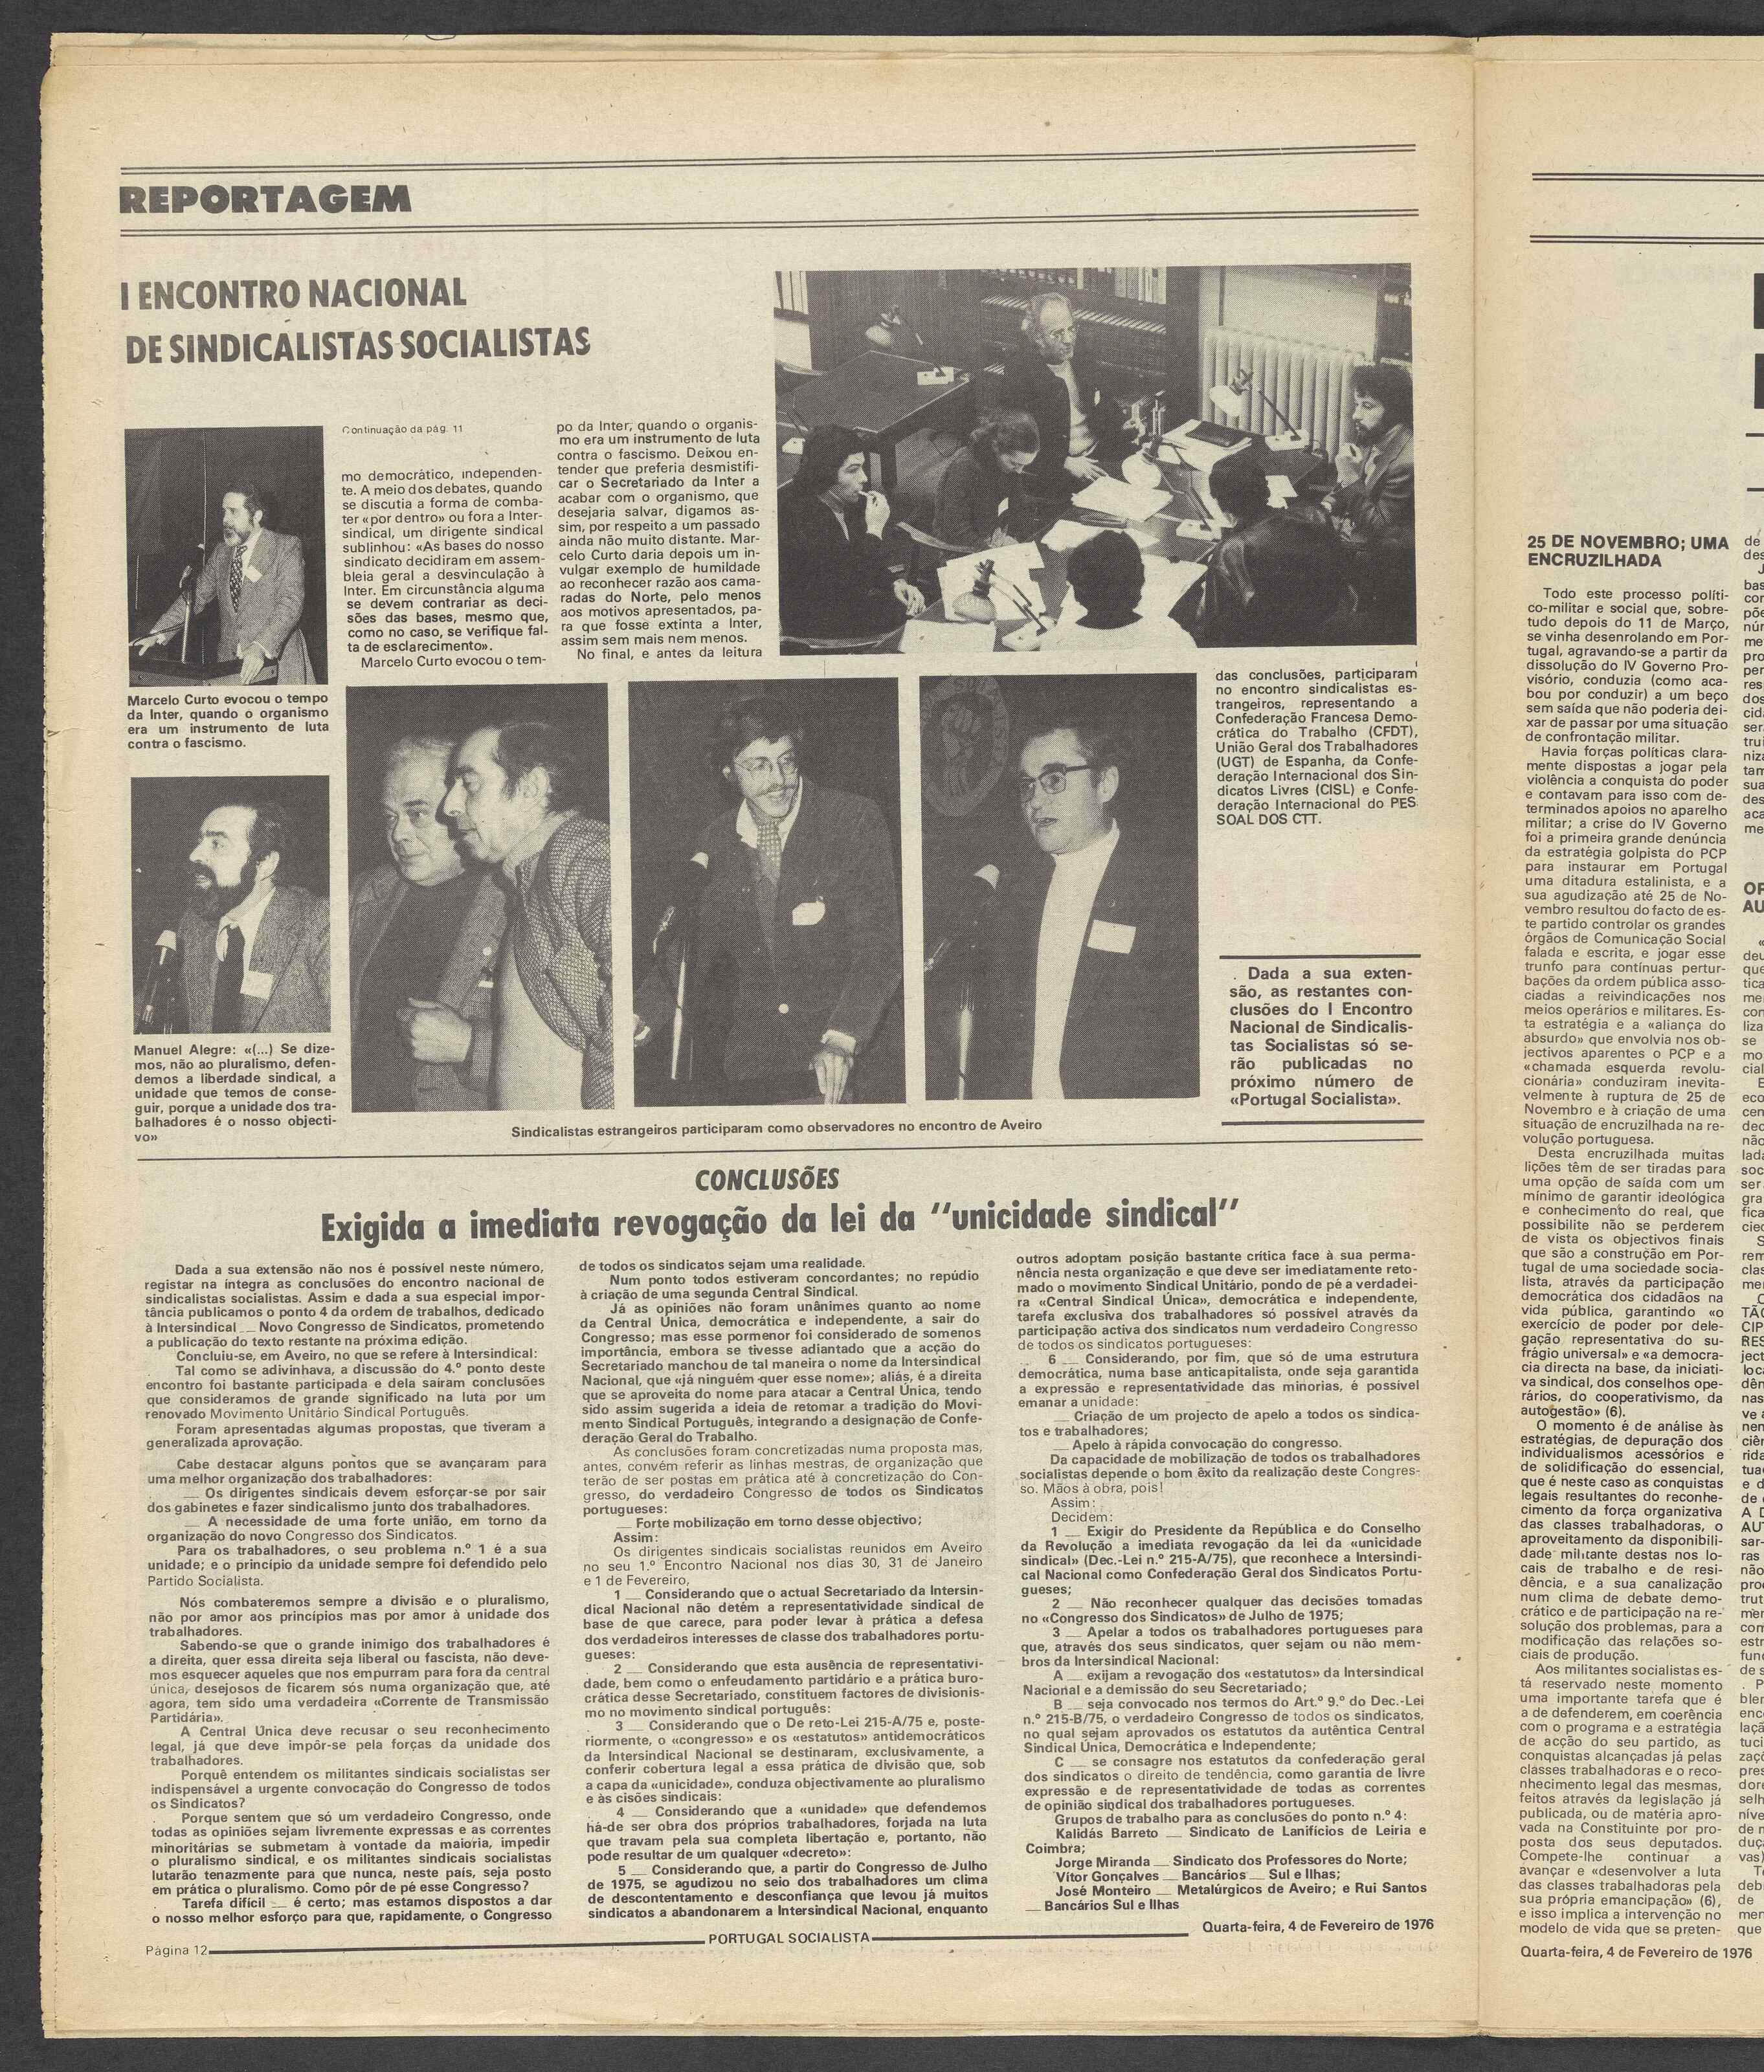 REPORTAGEM
I ENCONTRO NACIONAL
DE SINDICALISTAS SOCIALISTAS
Continuação da pág. 11
mo democrático, independen-
te. A meio dos debates, quando
se discutia a forma de comba-
ter «por dentro» ou fora a Inter-
sindical, um dirigente sindical
sublinhou: «As bases do nosso
sindicato decidiram em assem-
bleia geral a desvinculação à
Inter. Em circunstância alguma
se devem contrariar as deci-
sões das bases, mesmo que,
como no caso, se verifique fal-
ta de esclarecimento».
Marcelo Curto evocou o tem-
po da Inter, quando o organis-
mo era um instrumento de luta
contra o fascismo. Deixou en-
tender que preferia desmistifi-
car o Secretariado da Inter a
acabar com o organismo, que
desejaria salvar, digamos as-
sim, por respeito a um passado
ainda não muito distante. Mar-
celo Curto daria depois um in-
vulgar exemplo de humildade
ao reconhecer razão aos cama-
radas do Norte, pelo menos
aos motivos apresentados, pa-
ra que fosse extinta a Inter,
assim sem mais nem menos.
No final, e antes da leitura
das conclusões, participaram
no encontro sindicalistas es-
trangeiros, representando a
Confederação Francesa Demo-
crática do Trabalho (CFDT),
União Geral dos Trabalhadores
(UGT) de Espanha, da Confe-
deração Internacional dos Sin-
dicatos Livres (CISL) e Confe-
deração Internacional do PES
SOAL DOS CTT.
Marcelo Curto evocou o tempo
da Inter, quando o organismo
era um instrumento de luta
contra o fascismo.
Manuel Alegre: «(...) Se dize-
mos, não ao pluralismo, defen-
demos a liberdade sindical, a
unidade que temos de conse-
guir, porque a unidade dos tra-
balhadores é o nosso objecti-
vo»
Sindicalistas estrangeiros participaram como observadores no encontro de Aveiro
Dada a sua exten-
são, as restantes con-
clusões do I Encontro
Nacional de Sindicalis-
tas Socialistas só se-
rão publicadas no
próximo número de
«Portugal Socialista».
CONCLUSÕES
Exigida a imediata revogação da lei da "unicidade sindical"
Dada a sua extensão não nos é possível neste número,
registar na íntegra as conclusões do encontro nacional de
sindicalistas socialistas. Assim e dada a sua especial impor-
tância publicamos o ponto 4 da ordem de trabalhos, dedicado
à Intersindical __ Novo Congresso de Sindicatos, prometendo
a publicação do texto restante na próxima edição.
Concluiu-se, em Aveiro, no que se refere à Intersindical:
Tal como se adivinhava, a discussão do 4.º ponto deste
encontro foi bastante participada e dela saíram conclusões
que consideramos de grande significado na luta por um
renovado Movimento Unitário Sindical Português.
Foram apresentadas algumas propostas, que tiveram a
generalizada aprovação.
Cabe destacar alguns pontos que se avançaram para
uma melhor organização dos trabalhadores:
__ Os dirigentes sindicais devem esforçar-se por sair
dos gabinetes e fazer sindicalismo junto dos trabalhadores.
__ A necessidade de uma forte união, em torno da
organização do novo Congresso dos Sindicatos.
Para os trabalhadores, o seu problema n.º 1 é a sua
unidade; e o princípio da unidade sempre foi defendido pelo
Partido Socialista.
Nós combateremos sempre a divisão e o pluralismo,
não por amor aos princípios mas por amor à unidade dos
trabalhadores.
Sabendo-se que o grande inimigo dos trabalhadores é
a direita, quer essa direita seja liberal ou fascista, não deve-
mos esquecer aqueles que nos empurram para fora da central
única, desejosos de ficarem sós numa organização que, até
agora, tem sido uma verdadeira «Corrente de Transmissão
Partidária».
A Central Única deve recusar o seu reconhecimento
legal, já que deve impôr-se pela forças da unidade dos
trabalhadores.
Porquê entendem os militantes sindicais socialistas ser
indispensável a urgente convocação do Congresso de todos
os Sindicatos?
Porque sentem que só um verdadeiro Congresso, onde
todas as opiniões sejam livremente expressas e as correntes
minoritárias se submetam à vontade da maioria, impedir
o pluralismo sindical, e os militantes sindicais socialistas
lutarão tenazmente para que nunca, neste país, seja posto
em prática o pluralismo. Como pôr de pé esse Congresso?
Tarefa difícil __ é certo; mas estamos dispostos a dar
o nosso melhor esforço para que, rapidamente, o Congresso
de todos os sindicatos sejam uma realidade.
Num ponto todos estiveram concordantes; no repúdio
à criação de uma segunda Central Sindical.
Já as opiniões não foram unânimes quanto ao nome
da Central Única, democrática e independente, a sair do
Congresso; mas esse pormenor foi considerado de somenos
importância, embora se tivesse adiantado que a acção do
Secretariado manchou de tal maneira o nome da Intersindical
Nacional, que «já ninguém quer esse nome»; aliás, é a direita
que se aproveita do nome para atacar a Central Única, tendo
sido assim sugerida a ideia de retomar a tradição do Movi-
mento Sindical Português, integrando a designação de Confe-
deração Geral do Trabalho.
As conclusões foram concretizadas numa proposta mas,
antes, convém referir as linhas mestras, de organização que
terão de ser postas em prática até à concretização do Con-
gresso, do verdadeiro Congresso de todos os Sindicatos
portugueses:
__ Forte mobilização em torno desse objectivo;
Assim:
Os dirigentes sindicais socialistas reunidos em Aveiro
no seu 1.º Encontro Nacional nos dias 30, 31 de Janeiro
e 1 de Fevereiro,
1 __ Considerando que o actual Secretariado da Intersin-
dical Nacional não detém a representatividade sindical de
base de que carece, para poder levar à prática a defesa
dos verdadeiros interesses de classe dos trabalhadores portu-
gueses:
2 __ Considerando que esta ausência de representativi-
dade, bem como o enfeudamento partidário e a prática buro-
crática desse Secretariado, constituem factores de divisionis-
mo no movimento sindical português:
3 __ Considerando que o De reto-Lei 215-A/75 e, poste-
riormente, o «congresso» e os «estatutos» antidemocráticos
da Intersindical Nacional se destinaram, exclusivamente, a
conferir cobertura legal a essa prática de divisão que, sob
a capa da «unicidade», conduza objectivamente ao pluralismo
e às cisões sindicais:
4 __ Considerando que a «unidade» que defendemos
há-de ser obra dos próprios trabalhadores, forjada na luta
que travam pela sua completa libertação e, portanto, não
pode resultar de um qualquer «decreto»:
5 __ Considerando que, a partir do Congresso de Julho
de 1975, se agudizou no seio dos trabalhadores um clima
de descontentamento e desconfiança que levou já muitos
sindicatos a abandonarem a Intersindical Nacional, enquanto
outros adoptam posição bastante crítica face à sua perma-
nência nesta organização e que deve ser imediatamente reto-
mado o movimento Sindical Unitário, pondo de pé a verdadei-
ra «Central Sindical Única», democrática e independente,
tarefa exclusiva dos trabalhadores só possível através da
participação activa dos sindicatos num verdadeiro Congresso
de todos os sindicatos portugueses:
6 __ Considerando, por fim, que só de uma estrutura
democrática, numa base anticapitalista, onde seja garantida
a expressão e representatividade das minorias, é possível
emanar a unidade:
__ Criação de um projecto de apelo a todos os sindica-
tos e trabalhadores;
__ Apelo à rápida convocação do congresso.
Da capacidade de mobilização de todos os trabalhadores
socialistas depende o bom êxito da realização deste Congres-
so. Mãos à obra, pois!
Assim:
Decidem:
1 __ Exigir do Presidente da República e do Conselho
da Revolução a imediata revogação da lei da «unicidade
sindical» (Dec.-Lei n.º 215-A/75), que reconhece a Intersindi-
cal Nacional como Confederação Geral dos Sindicatos Portu-
gueses;
2 __ Não reconhecer qualquer das decisões tomadas
no «Congresso dos Sindicatos» de Julho de 1975;
3 __ Apelar a todos os trabalhadores portugueses para
que, através dos seus sindicatos, quer sejam ou não mem-
bros da Intersindical Nacional:
A __ exijam a revogação dos «estatutos» da Intersindical
Nacional e a demissão do seu Secretariado;
B __ seja convocado nos termos do Art.º 9.º do Dec.-Lei
n.º 215-B/75, o verdadeiro Congresso de todos os sindicatos,
no qual sejam aprovados os estatutos da autêntica Central
Sindical Única, Democrática e Independente;
C __ se consagre nos estatutos da confederação geral
dos sindicatos o direito de tendência, como garantia de livre
expressão e de representatividade de todas as correntes
de opinião sindical dos trabalhadores portugueses.
Grupos de trabalho para as conclusões do ponto n.º 4:
Kalidás Barreto __ Sindicato de Lanifícios de Leiria e
Coimbra;
Jorge Miranda __ Sindicato dos Professores do Norte;
Vítor Gonçalves __ Bancários __ Sul e Ilhas;
José Monteiro __ Metalúrgicos de Aveiro; e Rui Santos
__ Bancários Sul e Ilhas
Quarta-feira, 4 de Fevereiro de 1976
PORTUGAL SOCIALISTA
Página 12
25 DE NOVEMBRO; UMA
ENCRUZILHADA
Todo este processo políti-
co-militar e social que, sobre-
tudo depois do 11 de Março,
se vinha desenrolando em Por-
tugal, agravando-se a partir da
dissolução do IV Governo Pro-
visório, conduzia (como aca-
bou por conduzir) a um beço
sem saída que não poderia dei-
xar de passar por uma situação
de confrontação militar.
Havia forças políticas clara-
mente dispostas a jogar pela
violência a conquista do poder
e contavam para isso com de-
terminados apoios no aparelho
militar; a crise do IV Governo
foi a primeira grande denúncia
da estratégia golpista do PCP
para instaurar em Portugal
uma ditadura estalinista, e a
sua agudização até 25 de No-
vembro resultou do facto de es-
te partido controlar os grandes
órgãos de Comunicação Social
falada e escrita, e jogar esse
trunfo para contínuas pertur-
bações da ordem pública asso-
ciadas a reivindicações nos
meios operários e militares. Es-
ta estratégia e a «aliança do
absurdo» que envolvia nos ob-
jectivos aparentes o PCP e a
«chamada esquerda revolu-
cionária» conduziram inevita-
velmente à ruptura de 25 de
Novembro e à criação de uma
situação de encruzilhada na re-
volução portuguesa.
Desta encruzilhada muitas
lições têm de ser tiradas para
uma opção de saída com um
mínimo de garantir ideológica
e conhecimento do real, que
possibilite não se perderem
de vista os objectivos finais
que são a construção em Por-
tugal de uma sociedade socia-
lista, através da participação
democrática dos cidadãos na
vida pública, garantindo «o
exercício de poder por dele-
gação representativa do su-
frágio universal» e «a democra-
cia directa na base, da iniciati-
va sindical, dos conselhos ope-
rários, do cooperativismo, da
autogestão» (6).
O momento é de análise às
estratégias, de depuração dos
individualismos acessórios e
de solidificação do essencial,
que é neste caso as conquistas
legais resultantes do reconhe-
cimento da força organizativa
das classes trabalhadoras, o
aproveitamento da disponibili-
dade militante destas nos lo-
cais de trabalho e de resi-
dência, e a sua canalização
num clima de debate demo-
crático e de participação na re-
solução dos problemas, para a
modificação das relações so-
ciais de produção.
Aos militantes socialistas es-
tá reservado neste momento
uma importante tarefa que é
a de defenderem, em coerência
com o programa e a estratégia
de acção do seu partido, as
conquistas alcançadas já pelas
classes trabalhadoras e o reco-
nhecimento legal das mesmas,
feitos através da legislação já
publicada, ou de matéria apro-
vada na Constituinte por pro-
posta dos seus deputados.
Compete-lhe continuar a
avançar e «desenvolver a luta
das classes trabalhadoras pela
sua própria emancipação» (6),
e isso implica a intervenção no
modelo de vida que se preten-
Quarta-feira, 4 de Fevereiro de 1976